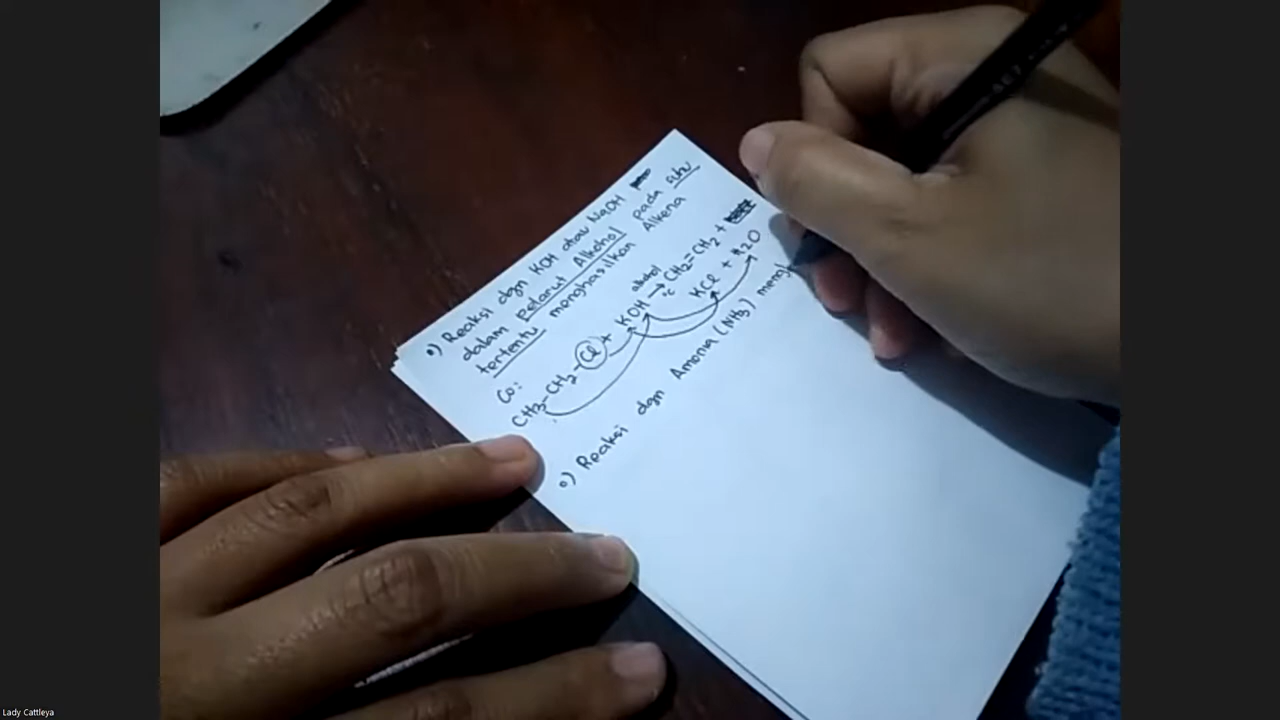 •) Reaksi dgn KOH atau NaOH
dalam pelarut Alkohol pada suhu
tertentu menghasilkan Alkena
Co:
alkohol
CH3-CH2-Cl + KOH → CH2=CH2 +
°C
KCl + H2O
•) Reaksi dgn Amonia (NH3) meng
Lady Cattleya